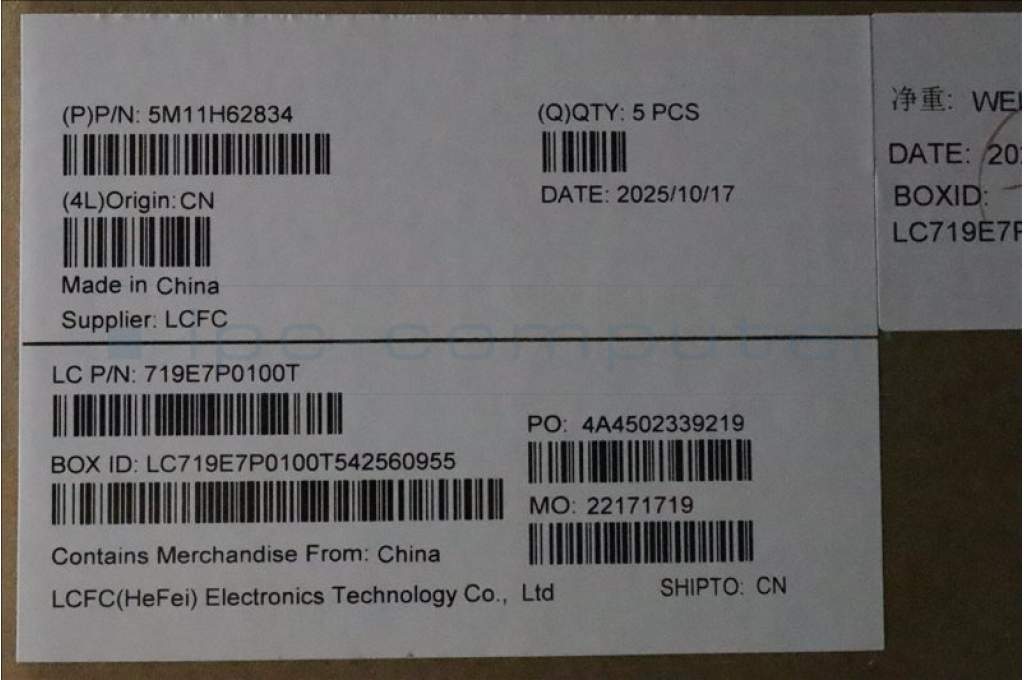 (P)P/N: 5M11H62834
(Q)QTY: 5 PCS
DATE: 2025/10/17
(4L)Origin:CN
Made in China
Supplier: LCFC
ipc-computer
LC P/N: 719E7P0100T
BOX ID: LC719E7P0100T542560955
PO: 4A4502339219
MO: 22171719
Contains Merchandise From: China
LCFC(HeFei) Electronics Technology Co., Ltd
SHIPTO: CN
净重:
DATE:
BOXID: